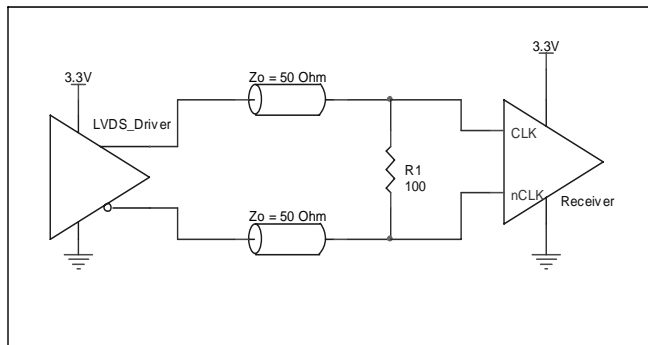 3.3V
LVDS_Driver
Zo = 50 Ohm
Zo = 50 Ohm
R1
100
3.3V
CLK
nCLK
Receiver